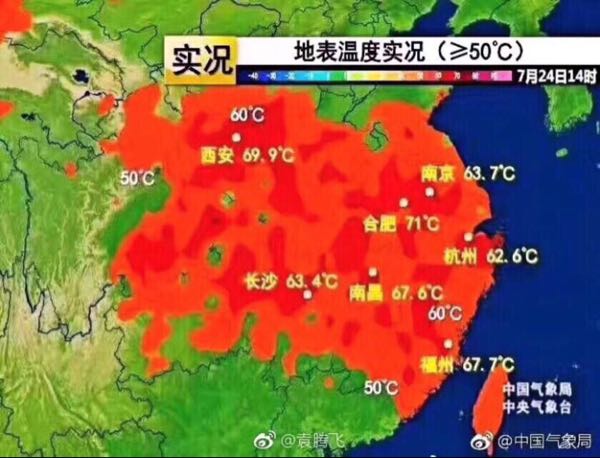 实况
地表温度实况（≥50℃）
7月24日14时
60℃
西安 69.9℃
50℃
南京 63.7℃
合肥 71℃
杭州 62.6℃
长沙 63.4℃
南昌 67.6℃
60℃
福州 67.7℃
50℃
中国气象局
中央气象台
@袁腾飞
@中国气象局